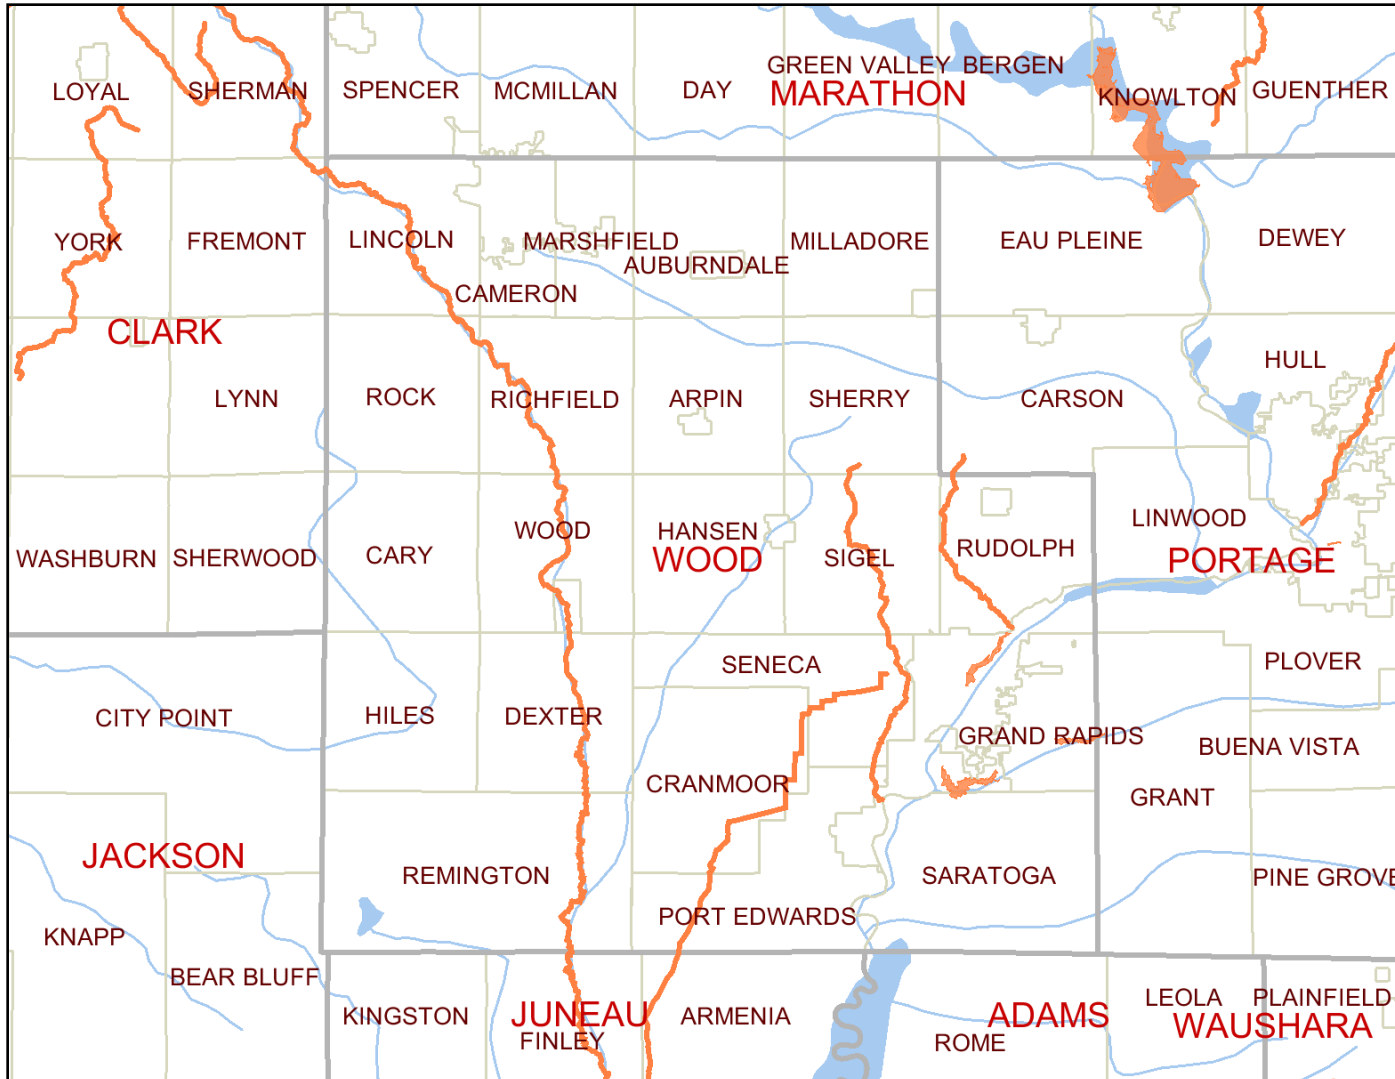 GREEN VALLEY BERGEN
LOYAL SHERMAN SPENCER MCMILLAN DAY MARATHON KNOWLTON GUENTHER
YORK FREMONT LINCOLN MARSHFIELD MILLADORE EAU PLEINE DEWEY
AUBURNDALE
CAMERON
CLARK
HULL
LYNN ROCK RICHFIELD ARPIN SHERRY CARSON
LINWOOD
WOOD HANSEN
WASHBURN SHERWOOD CARY WOOD SIGEL RUDOLPH PORTAGE
SENECA PLOVER
CITY POINT HILES DEXTER
GRAND RAPIDS BUENA VISTA
CRANMOOR GRANT
JACKSON
REMINGTON SARATOGA PINE GROVE
PORT EDWARDS
KNAPP
BEAR BLUFF
LEOLA PLAINFIELD
KINGSTON JUNEAU ARMENIA ADAMS WAUSHARA
FINLEY ROME